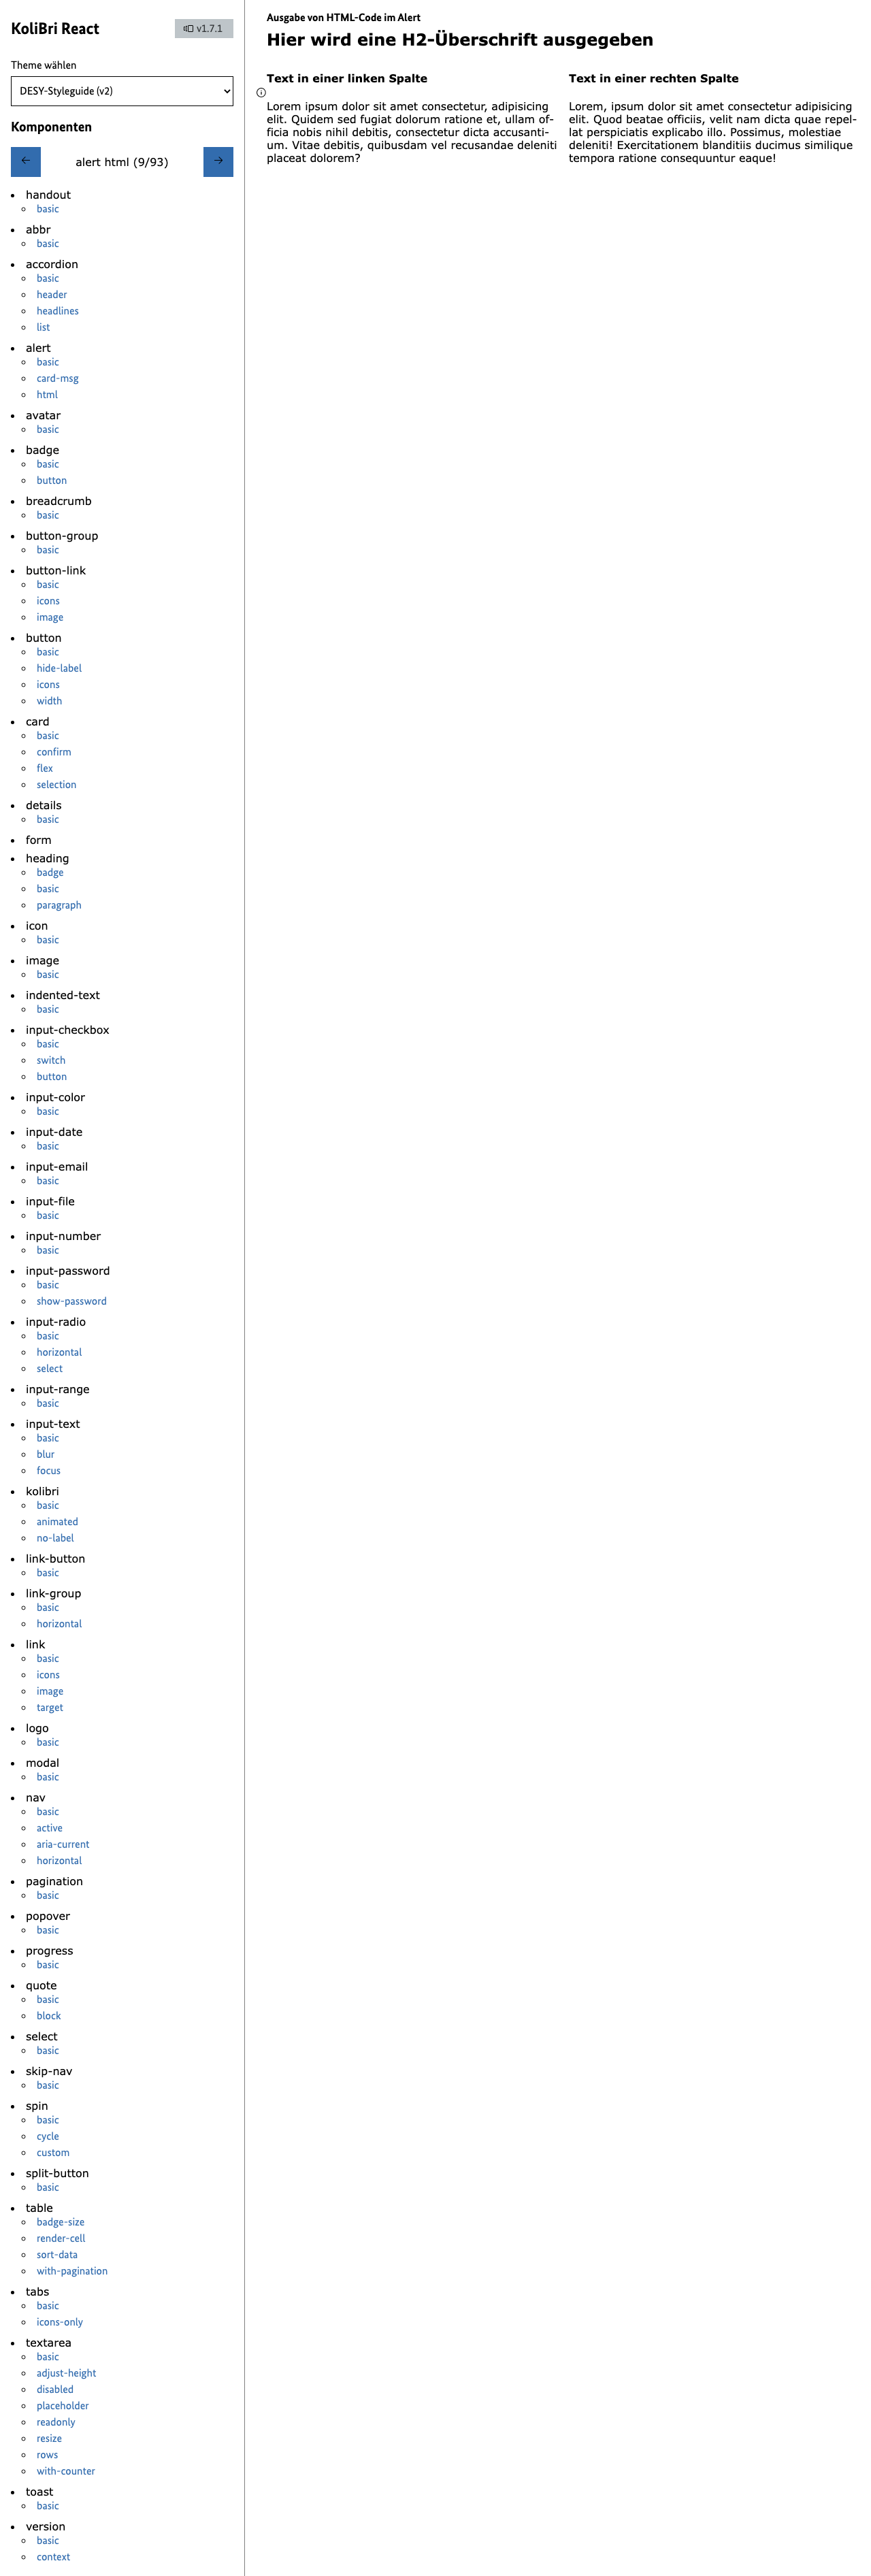 KoliBri React
v1.7.1
Theme wählen
DESY-Styleguide (v2)
Komponenten
alert html (9/93)
handout
basic
abbr
basic
accordion
basic
header
headlines
list
alert
basic
card-msg
html
avatar
basic
badge
basic
button
breadcrumb
basic
button-group
basic
button-link
basic
icons
image
button
basic
hide-label
icons
width
card
basic
confirm
flex
selection
details
basic
form
heading
badge
basic
paragraph
icon
basic
image
basic
indented-text
basic
input-checkbox
basic
switch
button
input-color
basic
input-date
basic
input-email
basic
input-file
basic
input-number
basic
input-password
basic
show-password
input-radio
basic
horizontal
select
input-range
basic
input-text
basic
blur
focus
kolibri
basic
animated
no-label
link-button
basic
link-group
basic
horizontal
link
basic
icons
image
target
logo
basic
modal
basic
nav
basic
active
aria-current
horizontal
pagination
basic
popover
basic
progress
basic
quote
basic
block
select
basic
skip-nav
basic
spin
basic
cycle
custom
split-button
basic
table
badge-size
render-cell
sort-data
with-pagination
tabs
basic
icons-only
textarea
basic
adjust-height
disabled
placeholder
readonly
resize
rows
with-counter
toast
basic
version
basic
context
Ausgabe von HTML-Code im Alert
Hier wird eine H2-Überschrift ausgegeben
Text in einer linken Spalte
Lorem ipsum dolor sit amet consectetur, adipisicing
elit. Quidem sed fugiat dolorum ratione et, ullam of-
ficia nobis nihil debitis, consectetur dicta accusanti-
um. Vitae debitis, quibusdam vel recusandae deleniti
placeat dolorem?
Text in einer rechten Spalte
Lorem, ipsum dolor sit amet consectetur adipisicing
elit. Quod beatae officiis, velit nam dicta quae repel-
lat perspiciatis explicabo illo. Possimus, molestiae
deleniti! Exercitationem blanditiis ducimus similique
tempora ratione consequuntur eaque!